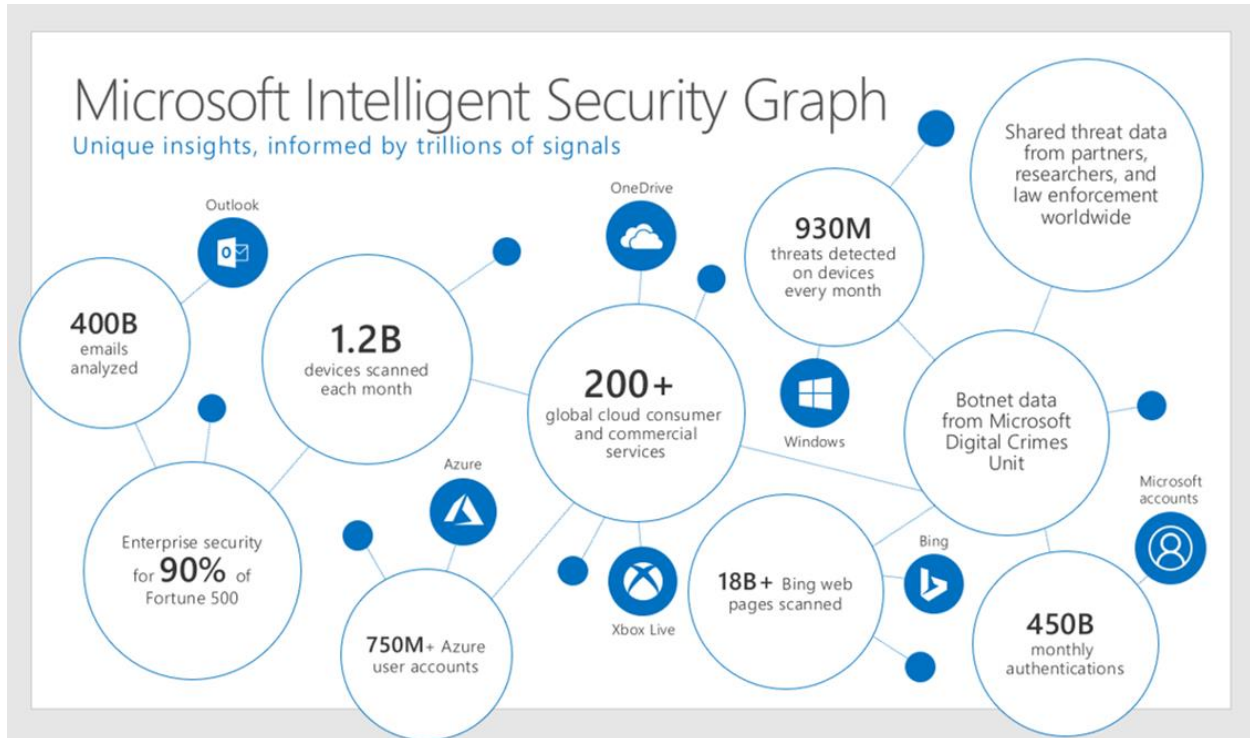 Microsoft Intelligent Security Graph
Unique insights, informed by trillions of signals
Outlook
400B
emails
analyzed
1.2B
devices scanned
each month
OneDrive
200+
global cloud consumer
and commercial
services
930M
threats detected
on devices
every month
Shared threat data
from partners,
researchers, and
law enforcement
worldwide
Windows
Botnet data
from Microsoft
Digital Crimes
Unit
Enterprise security
for 90% of
Fortune 500
Azure
750M+ Azure
user accounts
Xbox Live
18B+ Bing web
pages scanned
Bing
Microsoft
accounts
450B
monthly
authentications